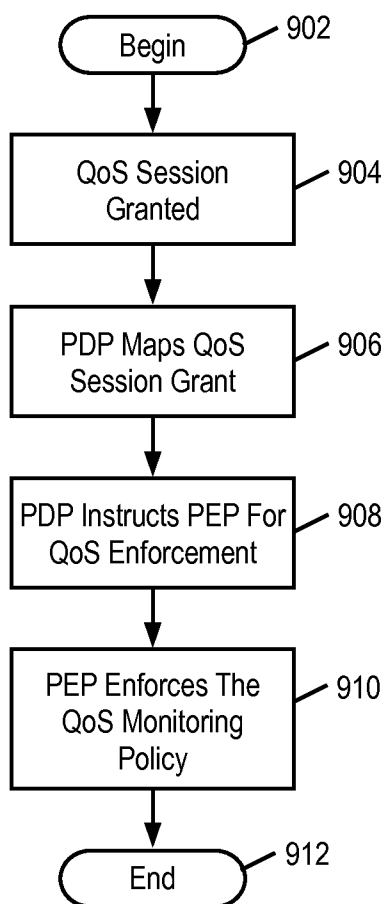 Begin
902
QoS Session
Granted
904
PDP Maps QoS
Session Grant
906
PDP Instructs PEP For
QoS Enforcement
908
PEP Enforces The
QoS Monitoring
Policy
910
End
912